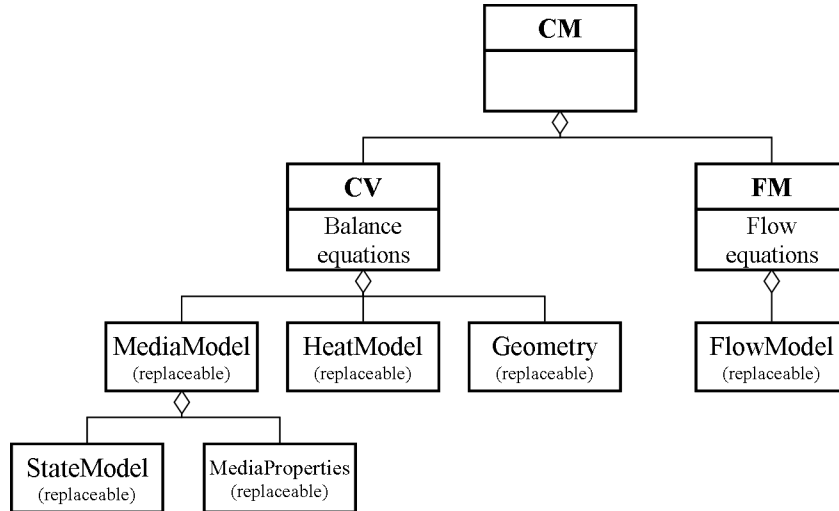 CM
CV
FM
Balance
equations
Flow
equations
MediaModel
(replaceable)
HeatModel
(replaceable)
Geometry
(replaceable)
FlowModel
(replaceable)
StateModel
(replaceable)
MediaProperties
(replaceable)